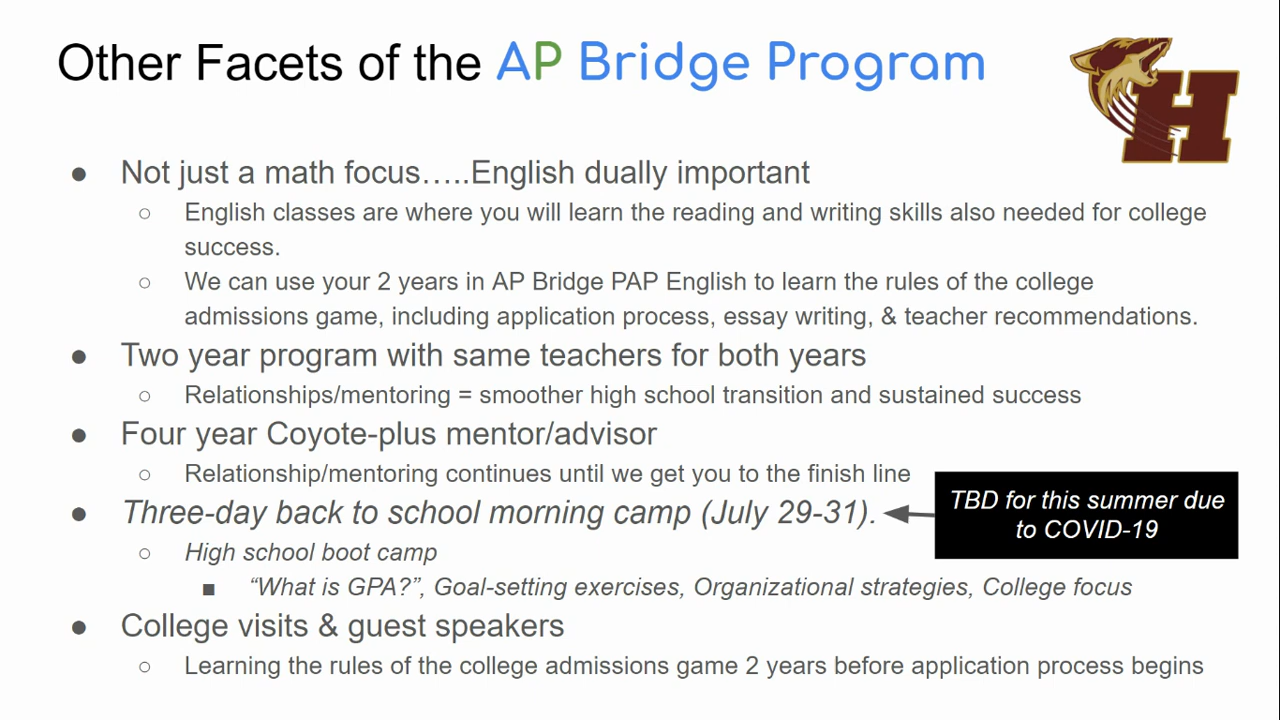 Other Facets of the AP Bridge Program
H
● Not just a math focus…..English dually important
○ English classes are where you will learn the reading and writing skills also needed for college
success.
○ We can use your 2 years in AP Bridge PAP English to learn the rules of the college
admissions game, including application process, essay writing, & teacher recommendations.
● Two year program with same teachers for both years
○ Relationships/mentoring = smoother high school transition and sustained success
● Four year Coyote-plus mentor/advisor
○ Relationship/mentoring continues until we get you to the finish line
● Three-day back to school morning camp (July 29-31).
TBD for this summer due
to COVID-19
○ High school boot camp
■ “What is GPA?”, Goal-setting exercises, Organizational strategies, College focus
● College visits & guest speakers
○ Learning the rules of the college admissions game 2 years before application process begins